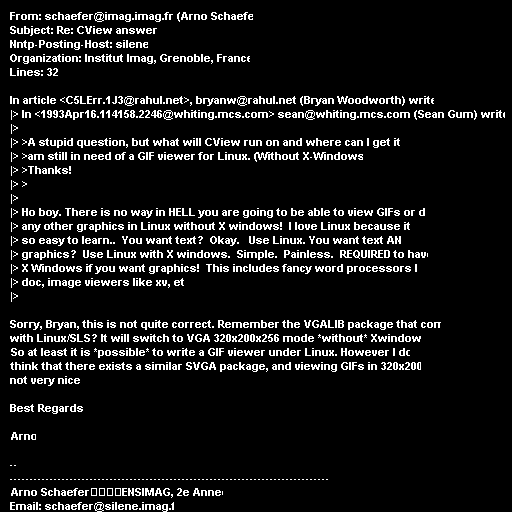 From: schaefer@imag.imag.fr (Arno Schaefe
Subject: Re: CView answer
Nntp-Posting-Host: silene
Organization: Institut Imag, Grenoble, France
Lines: 32

In article <C5LErr.1J3@rahul.net>, bryanw@rahul.net (Bryan Woodworth) write
|> In <1993Apr16.114158.2246@whiting.mcs.com> sean@whiting.mcs.com (Sean Gum) write
|>
|> >A stupid question, but what will CView run on and where can I get it
|> >am still in need of a GIF viewer for Linux. (Without X-Windows
|> >Thanks!
|> >
|>
|> Ho boy. There is no way in HELL you are going to be able to view GIFs or d
|> any other graphics in Linux without X windows!  I love Linux because it
|> so easy to learn..  You want text?  Okay.   Use Linux. You want text AN
|> graphics?  Use Linux with X windows.  Simple.  Painless.  REQUIRED to have
|> X Windows if you want graphics!  This includes fancy word processors l
|> doc, image viewers like xv, et
|>

Sorry, Bryan, this is not quite correct. Remember the VGALIB package that com
with Linux/SLS? It will switch to VGA 320x200x256 mode *without* Xwindow
So at least it is *possible* to write a GIF viewer under Linux. However I do
think that there exists a similar SVGA package, and viewing GIFs in 320x200
not very nice

Best Regards

Arno

--
--------------------------------------------------------------------------------
Arno Schaefer▯▯▯▯ENSIMAG, 2e Anne
Email: schaefer@silene.imag.f